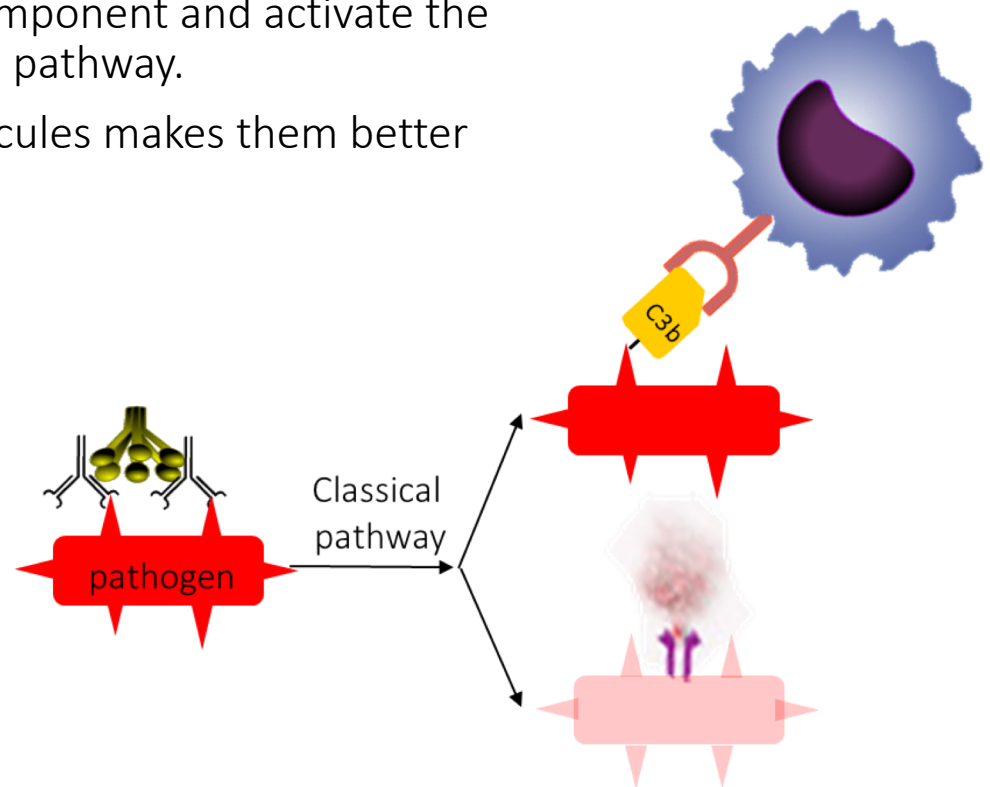 mponent and activate the
pathway.
cules makes them better
C3b
Classical
pathway
pathogen